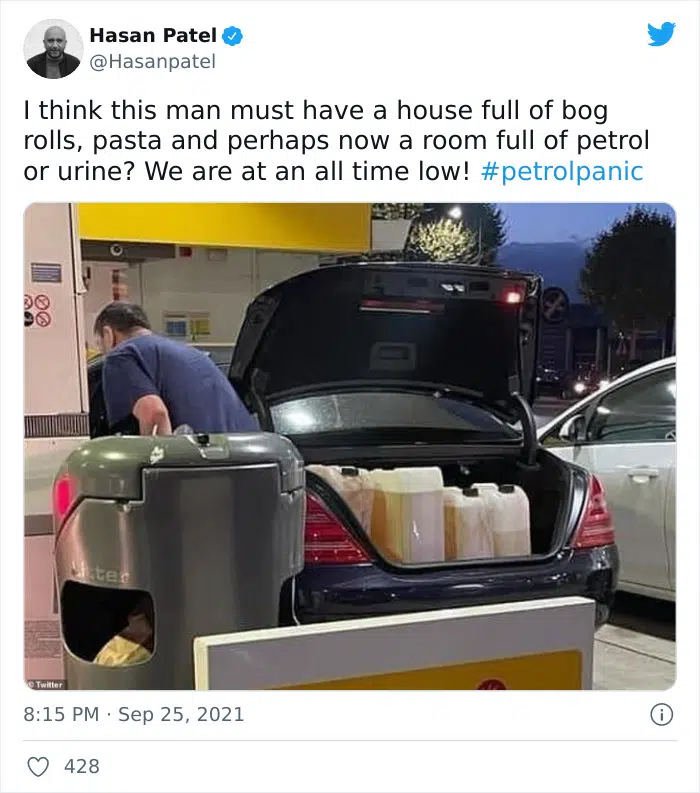 Hasan Patel
@Hasanpatel
I think this man must have a house full of bog
rolls, pasta and perhaps now a room full of petrol
or urine? We are at an all time low! #petrolpanic
Litter
© Twitter
8:15 PM · Sep 25, 2021
428